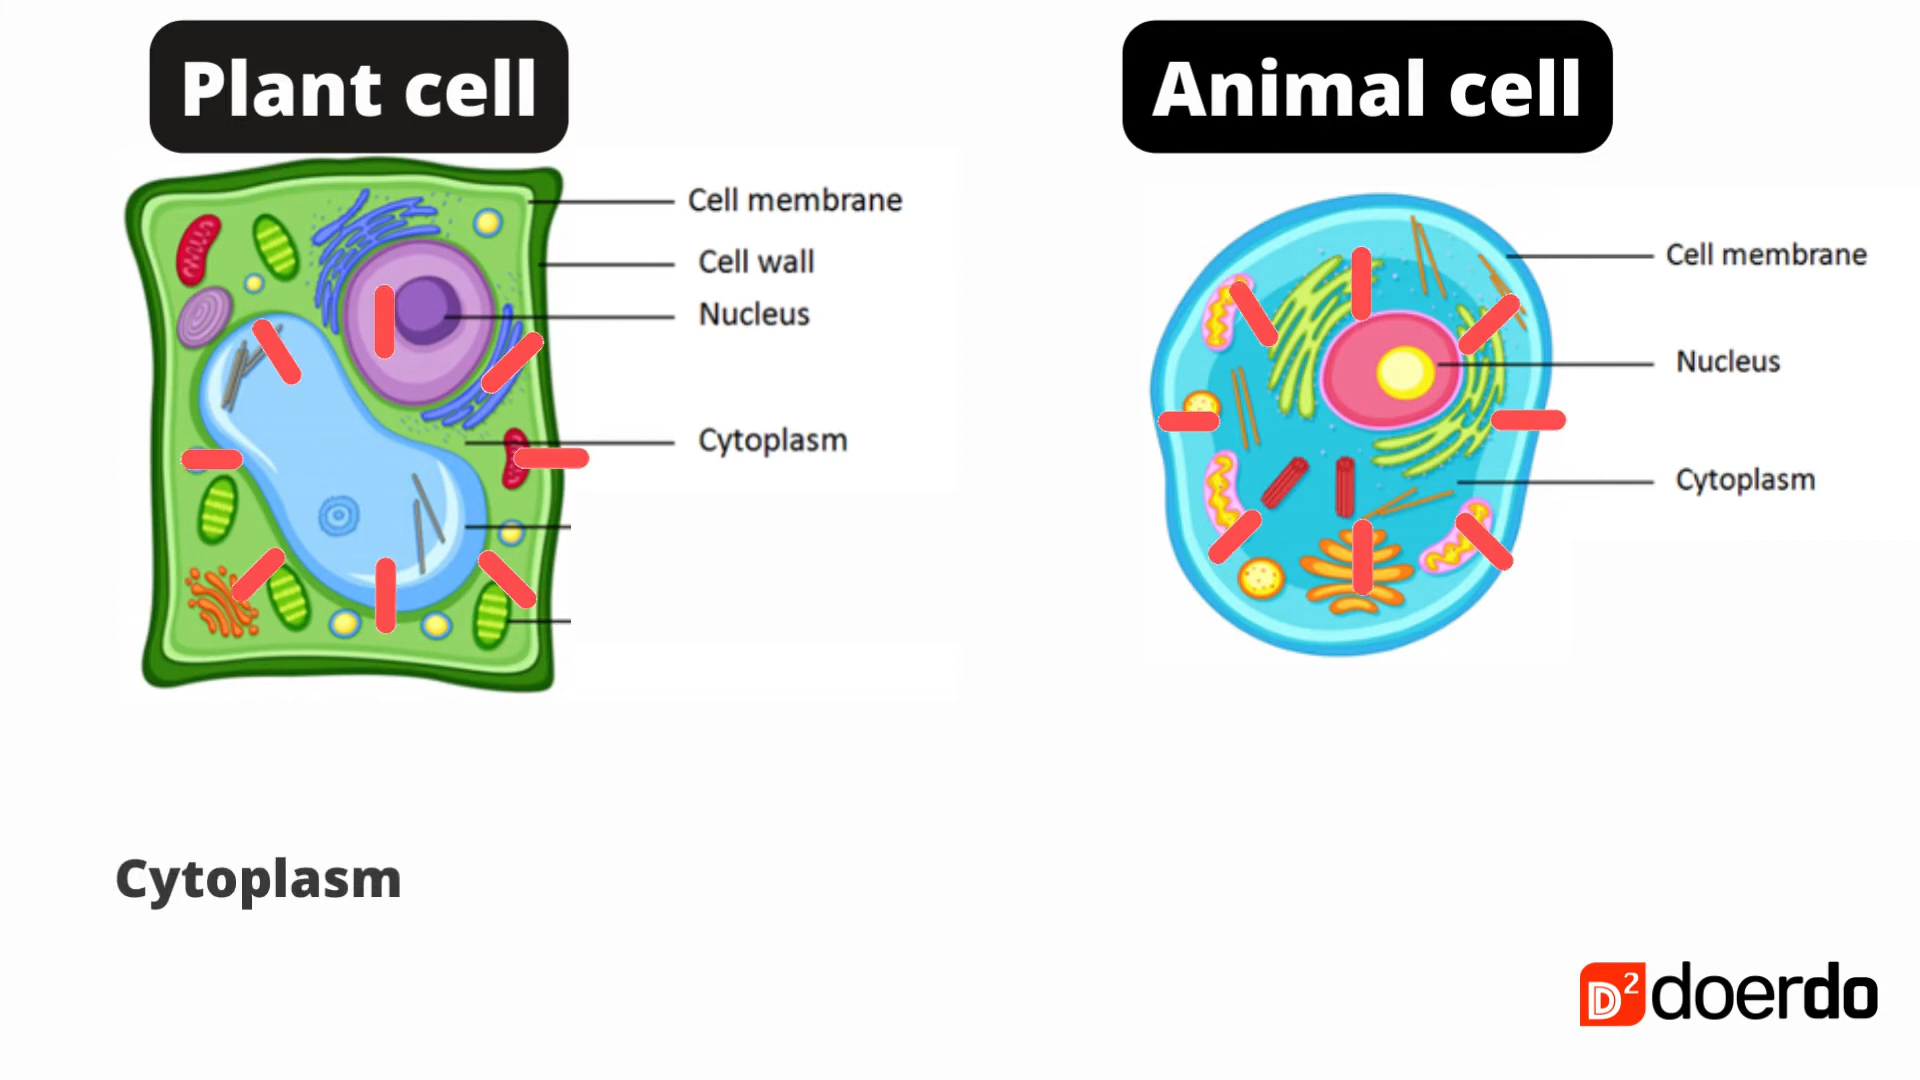 Plant cell
Cell membrane
Cell wall
Nucleus
Cytoplasm
Animal cell
Cell membrane
Nucleus
Cytoplasm
Cytoplasm
D² doerdo